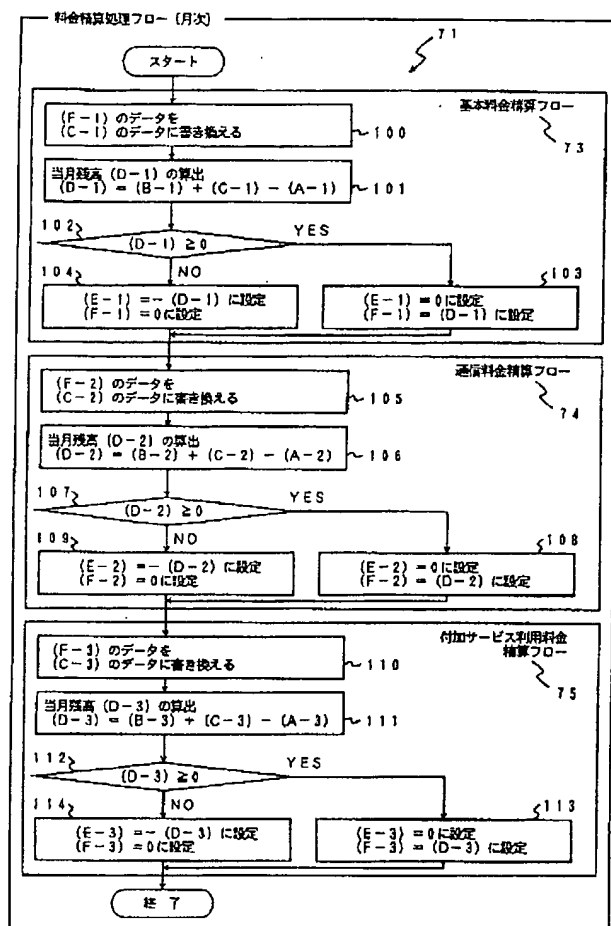 料金精算処理フロー（月次）
71
スタート
基本料金精算フロー
73
(F-1) のデータを
(C-1) のデータに書き換える
100
当月残高 (D-1) の算出
(D-1) = (B-1) + (C-1) - (A-1)
101
102
(D-1) ≧0
YES
NO
104
(E-1) =- (D-1) に設定
(F-1) =0に設定
103
(E-1) =0に設定
(F-1) = (D-1) に設定
通信料金精算フロー
74
(F-2) のデータを
(C-2) のデータに書き換える
105
当月残高 (D-2) の算出
(D-2) = (B-2) + (C-2) - (A-2)
106
107
(D-2) ≧0
YES
NO
109
(E-2) =- (D-2) に設定
(F-2) =0に設定
108
(E-2) =0に設定
(F-2) = (D-2) に設定
付加サービス利用料金
精算フロー
75
(F-3) のデータを
(C-3) のデータに書き換える
110
当月残高 (D-3) の算出
(D-3) = (B-3) + (C-3) - (A-3)
111
112
(D-3) ≧0
YES
NO
114
(E-3) =- (D-3) に設定
(F-3) =0に設定
113
(E-3) =0に設定
(F-3) = (D-3) に設定
終 了